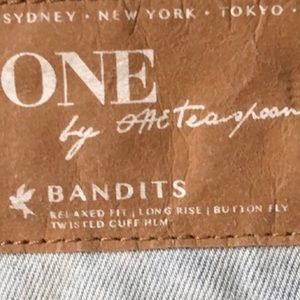 SYDNEY · NEW YORK · TOKYO ·
ONE
by OneTeaspoon
BANDITS
RELAXED FIT | LONG RISE | BUTTON FLY
TWISTED CUFF HEM